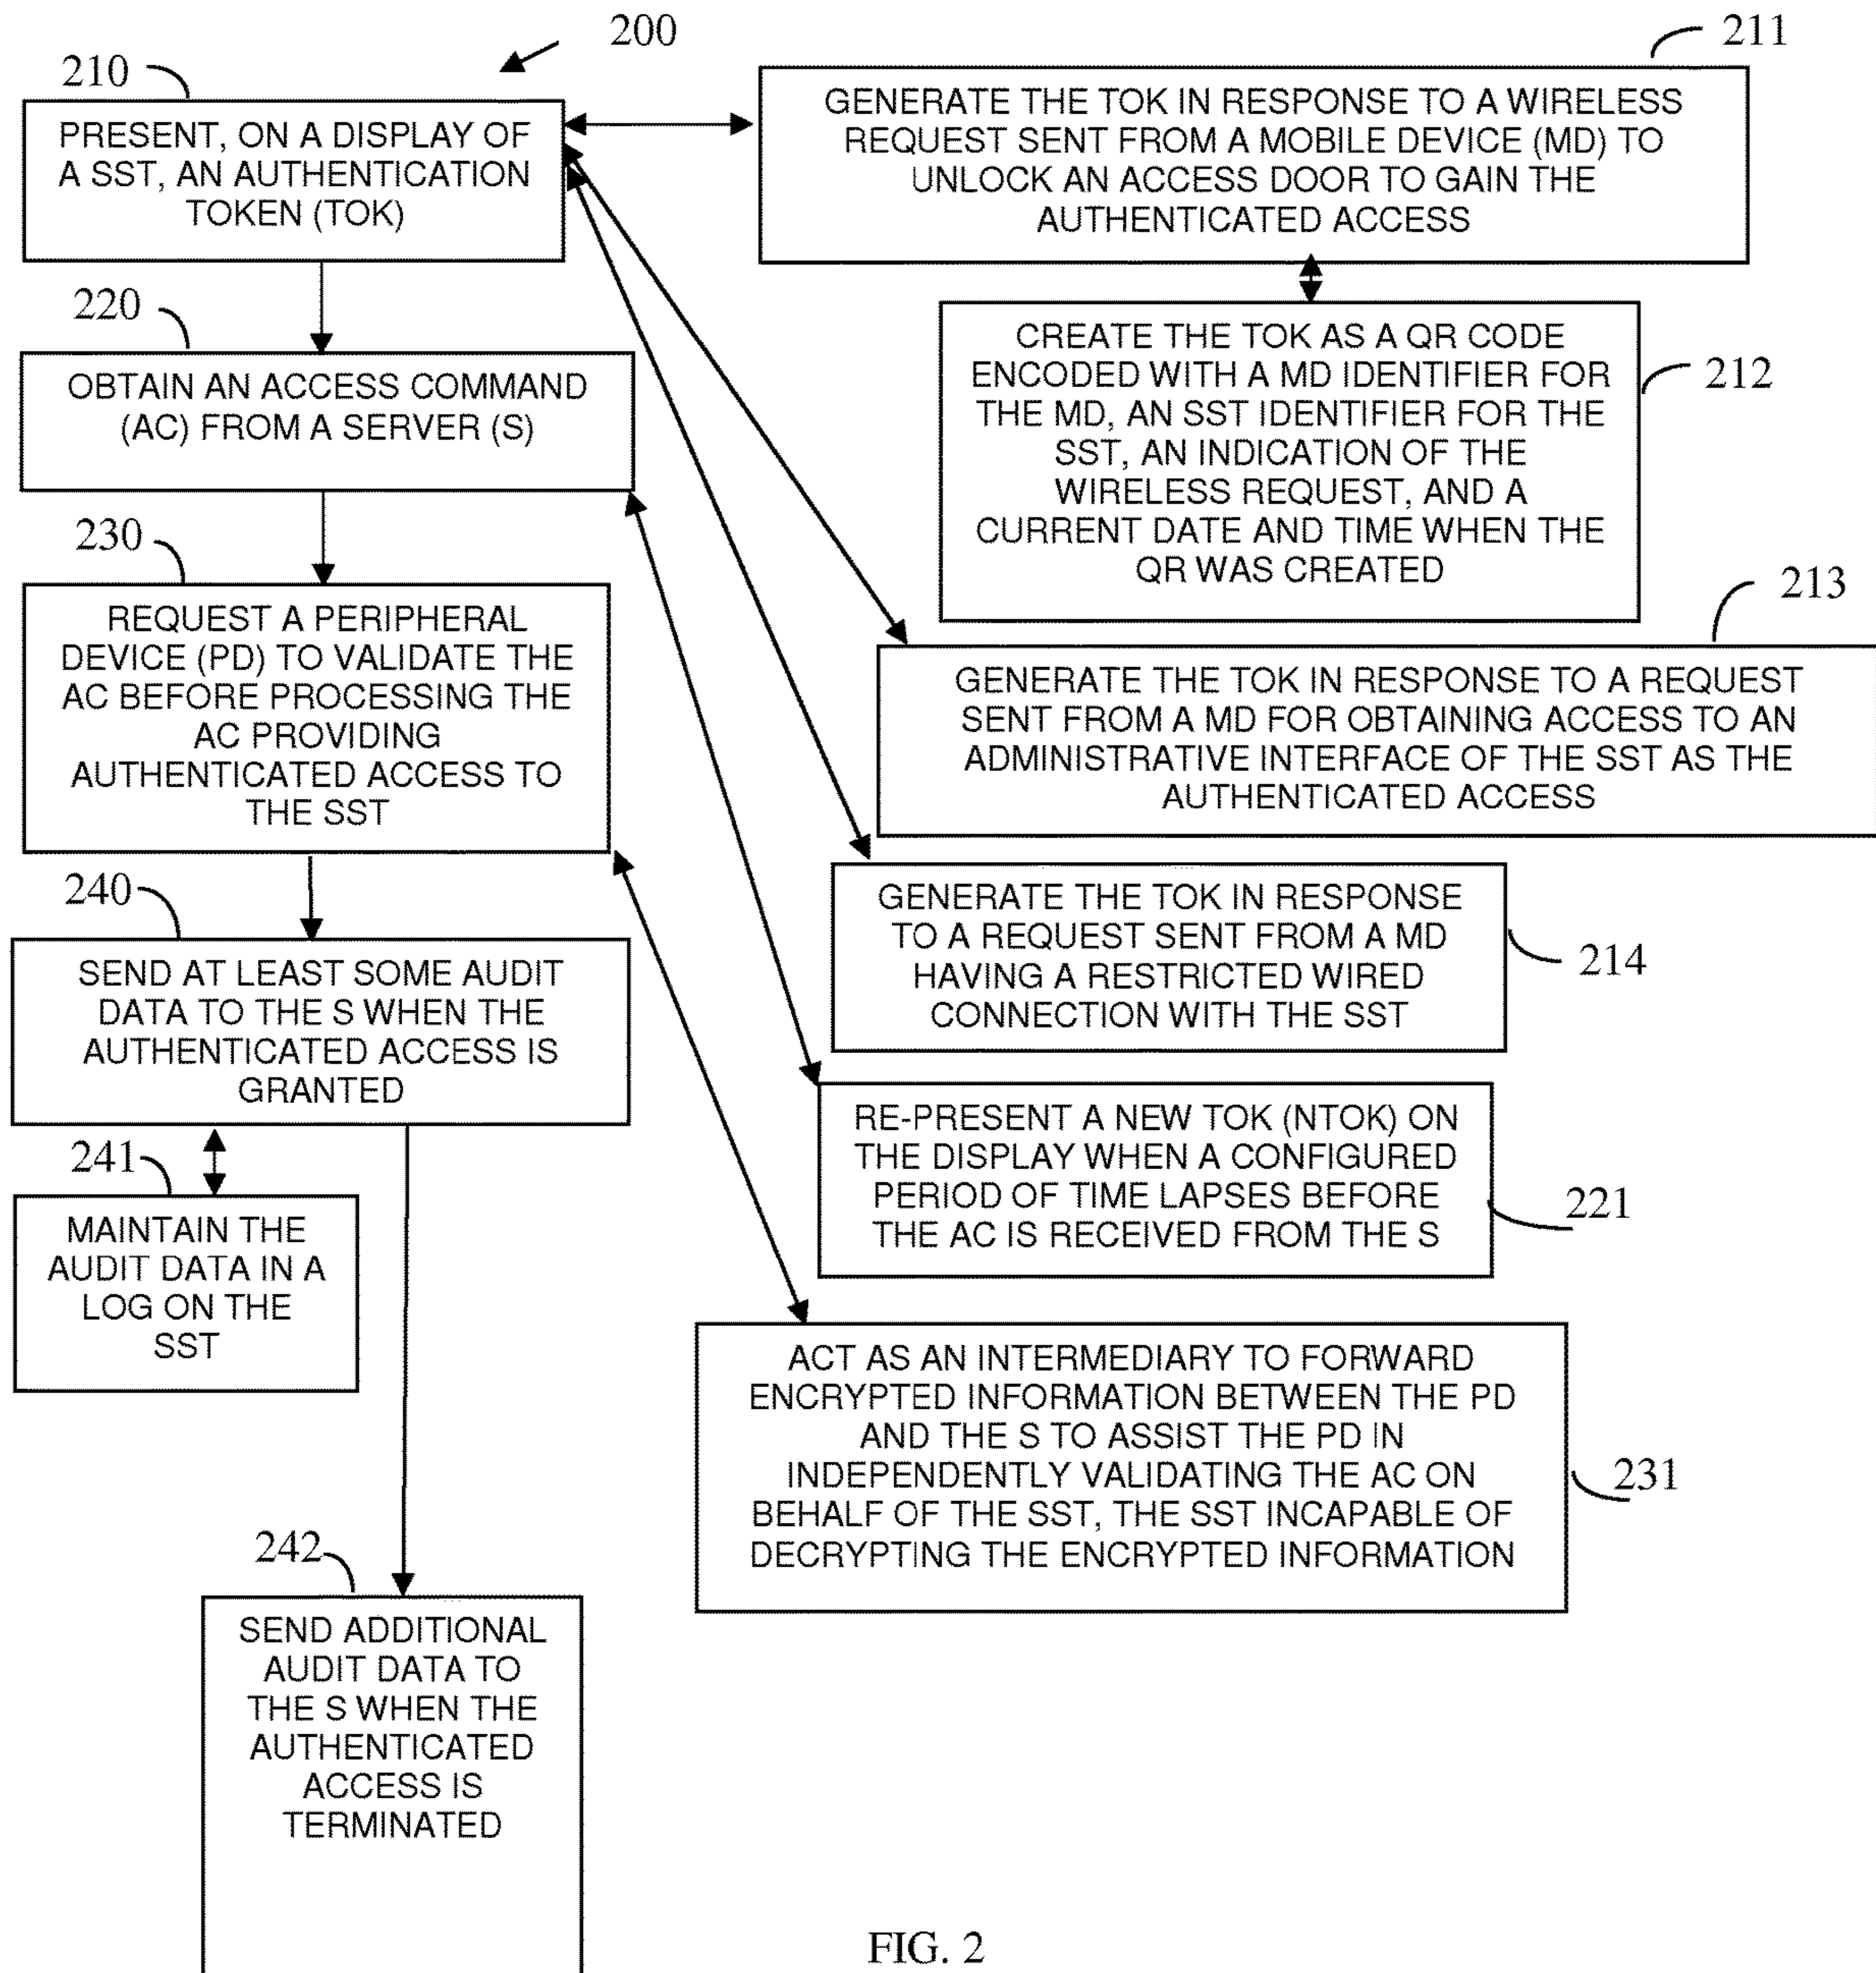 200
210
PRESENT, ON A DISPLAY OF
A SST, AN AUTHENTICATION
TOKEN (TOK)
211
GENERATE THE TOK IN RESPONSE TO A WIRELESS
REQUEST SENT FROM A MOBILE DEVICE (MD) TO
UNLOCK AN ACCESS DOOR TO GAIN THE
AUTHENTICATED ACCESS
212
CREATE THE TOK AS A QR CODE
ENCODED WITH A MD IDENTIFIER FOR
THE MD, AN SST IDENTIFIER FOR THE
SST, AN INDICATION OF THE
WIRELESS REQUEST, AND A
CURRENT DATE AND TIME WHEN THE
QR WAS CREATED
213
GENERATE THE TOK IN RESPONSE TO A REQUEST
SENT FROM A MD FOR OBTAINING ACCESS TO AN
ADMINISTRATIVE INTERFACE OF THE SST AS THE
AUTHENTICATED ACCESS
214
GENERATE THE TOK IN RESPONSE
TO A REQUEST SENT FROM A MD
HAVING A RESTRICTED WIRED
CONNECTION WITH THE SST
220
OBTAIN AN ACCESS COMMAND
(AC) FROM A SERVER (S)
221
RE-PRESENT A NEW TOK (NTOK) ON
THE DISPLAY WHEN A CONFIGURED
PERIOD OF TIME LAPSES BEFORE
THE AC IS RECEIVED FROM THE S
230
REQUEST A PERIPHERAL
DEVICE (PD) TO VALIDATE THE
AC BEFORE PROCESSING THE
AC PROVIDING
AUTHENTICATED ACCESS TO
THE SST
231
ACT AS AN INTERMEDIARY TO FORWARD
ENCRYPTED INFORMATION BETWEEN THE PD
AND THE S TO ASSIST THE PD IN
INDEPENDENTLY VALIDATING THE AC ON
BEHALF OF THE SST, THE SST INCAPABLE OF
DECRYPTING THE ENCRYPTED INFORMATION
240
SEND AT LEAST SOME AUDIT
DATA TO THE S WHEN THE
AUTHENTICATED ACCESS IS
GRANTED
241
MAINTAIN THE
AUDIT DATA IN A
LOG ON THE
SST
242
SEND ADDITIONAL
AUDIT DATA TO
THE S WHEN THE
AUTHENTICATED
ACCESS IS
TERMINATED
FIG. 2